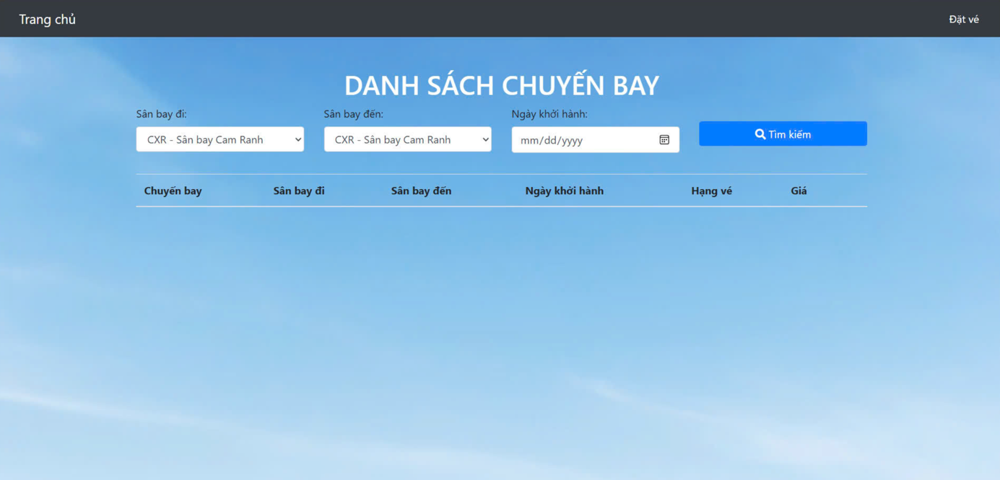 Trang chủ
Đặt vé
DANH SÁCH CHUYẾN BAY
Sân bay đi:
Sân bay đến:
Ngày khởi hành:
CXR - Sân bay Cam Ranh
CXR - Sân bay Cam Ranh
mm/dd/yyyy
Tìm kiếm
Chuyến bay
Sân bay đi
Sân bay đến
Ngày khởi hành
Hạng vé
Giá